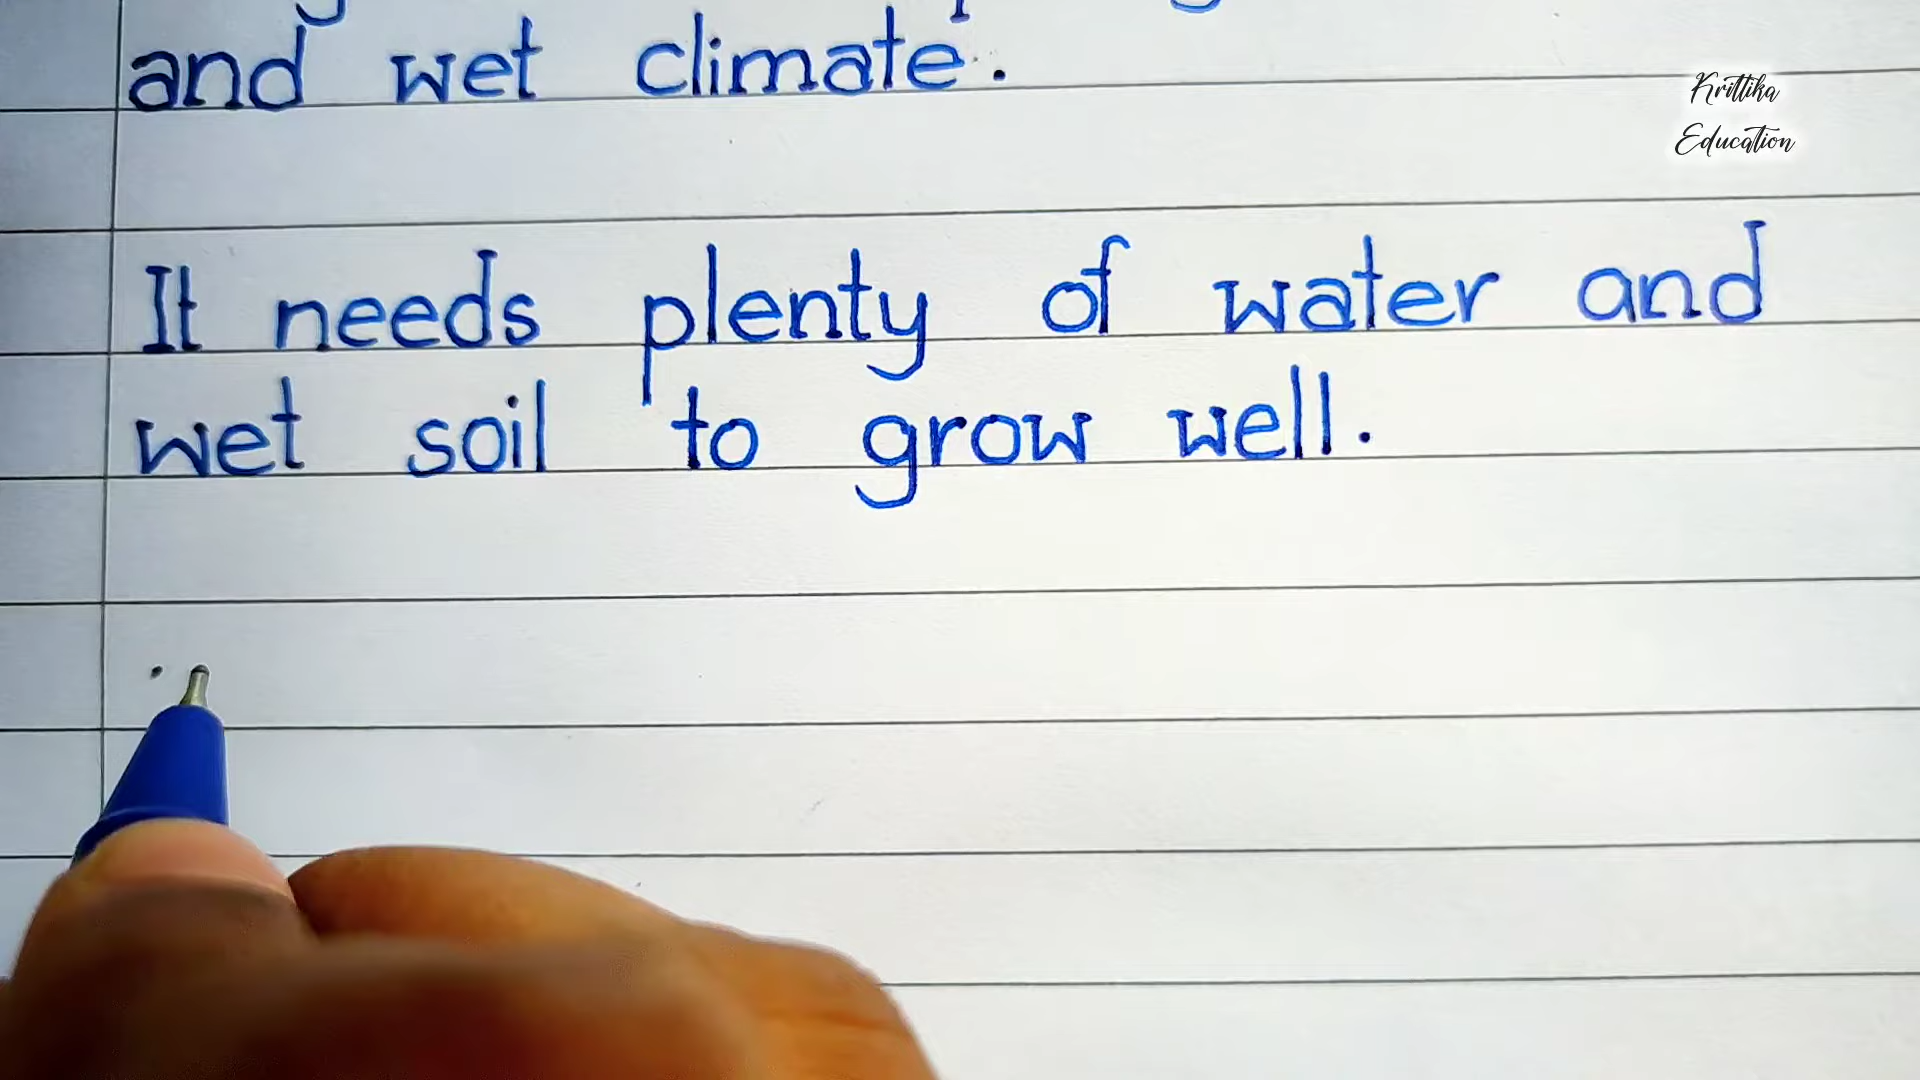 and wet climate.
Krittika
Education
It needs plenty of water and
wet soil to grow well.